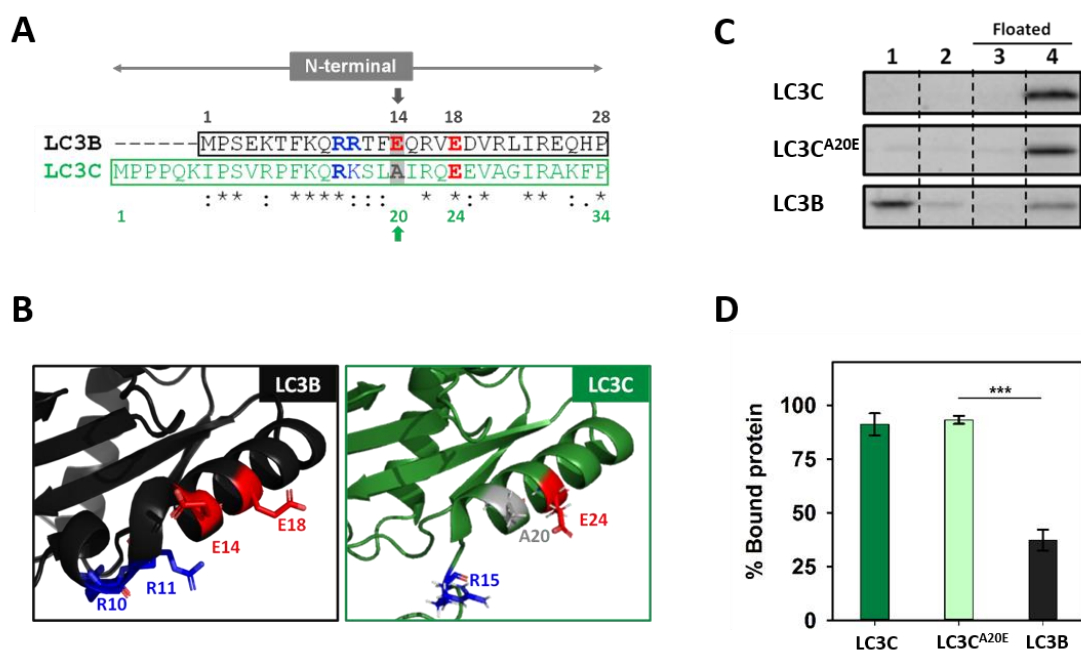 A
N-terminal
1 14 18 28
LC3B ------MPSEKTFKQRRTFEQRVEDVRLIREQHP
LC3C MPPPQKIPSVRPFKQRKSLAIRQEEVAGIRAKFP
:** : ****::: * * * ** :.*
1 20 24 34
B
LC3B
E18
E14
R11
R10
LC3C
E24
A20
R15
C
Floated
1 2 3 4
LC3C
LC3C^A20E
LC3B
D
% Bound protein
100
75
50
25
0
***
LC3C LC3C^A20E LC3B